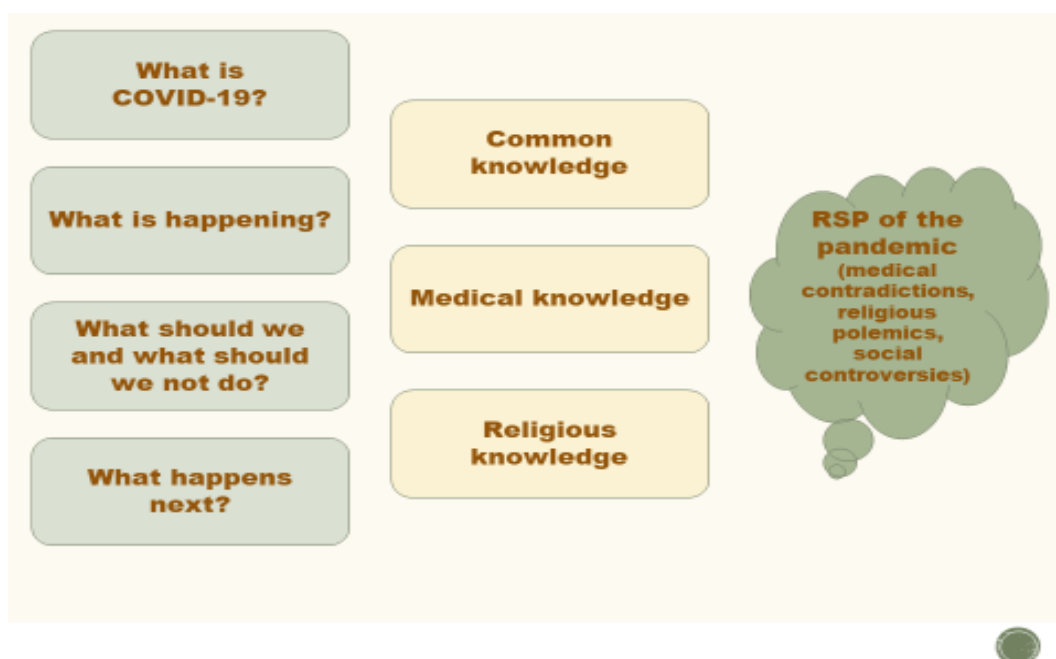 What is
COVID-19?
What is happening?
What should we
and what should
we not do?
What happens
next?
Common
knowledge
Medical knowledge
Religious
knowledge
RSP of the
pandemic
(medical
contradictions,
religious
polemics,
social
controversies)